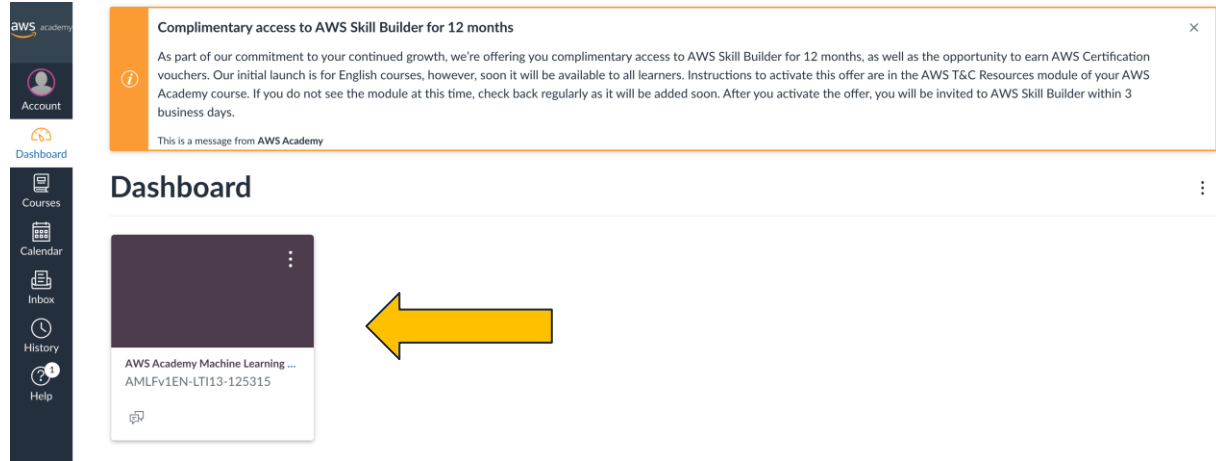 aws academy
Complimentary access to AWS Skill Builder for 12 months
As part of our commitment to your continued growth, we're offering you complimentary access to AWS Skill Builder for 12 months, as well as the opportunity to earn AWS Certification
vouchers. Our initial launch is for English courses, however, soon it will be available to all learners. Instructions to activate this offer are in the AWS T&C Resources module of your AWS
Academy course. If you do not see the module at this time, check back regularly as it will be added soon. After you activate the offer, you will be invited to AWS Skill Builder within 3
business days.
This is a message from AWS Academy
Account
Dashboard
Courses
Calendar
Inbox
History
1
Help
Dashboard
AWS Academy Machine Learning ...
AMLFv1EN-LTI13-125315